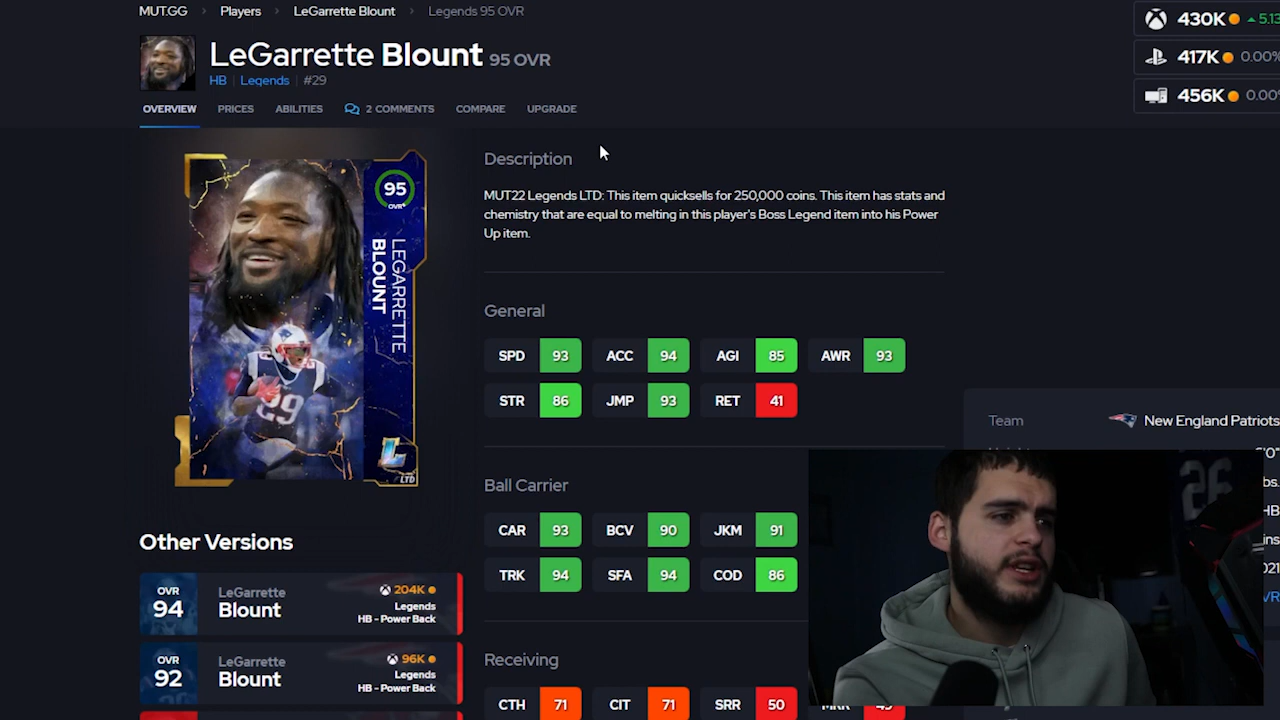 MUT.GG > Players > LeGarrette Blount > Legends 95 OVR
LeGarrette Blount 95 OVR
HB | Legends | #29
430K 5.13
417K 0.00%
456K 0.00
OVERVIEW PRICES ABILITIES 2 COMMENTS COMPARE UPGRADE
95
OVR
LEGARRETTE
BLOUNT
29
L
LTD
Description
MUT22 Legends LTD: This item quicksells for 250,000 coins. This item has stats and
chemistry that are equal to melting in this player's Boss Legend item into his Power
Up item.
General
SPD 93 ACC 94 AGI 85 AWR 93
STR 86 JMP 93 RET 41
Team New England Patriots
Ball Carrier
CAR 93 BCV 90 JKM 91
TRK 94 SFA 94 COD 86
Receiving
CTH 71 CIT 71 SRR 50
Other Versions
OVR
94
LeGarrette
Blount
204K
Legends
HB - Power Back
OVR
92
LeGarrette
Blount
96K
Legends
HB - Power Back
26